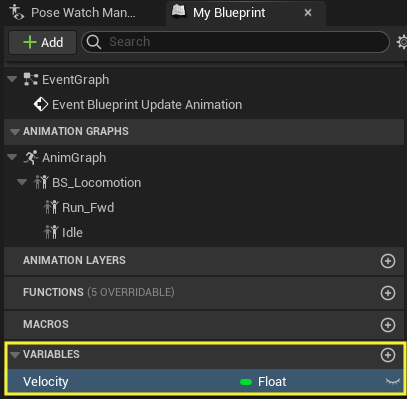 Pose Watch Man... My Blueprint
Add Search
EventGraph
Event Blueprint Update Animation
ANIMATION GRAPHS
AnimGraph
BS_Locomotion
Run_Fwd
Idle
ANIMATION LAYERS
FUNCTIONS (5 OVERRIDABLE)
MACROS
VARIABLES
Velocity Float